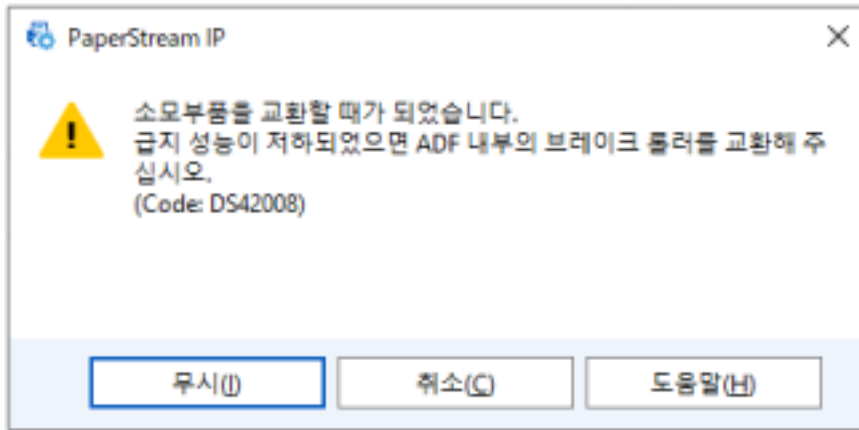 PaperStream IP
소모부품을 교환할 때가 되었습니다.
급지 성능이 저하되었으면 ADF 내부의 브레이크 롤러를 교환해 주
십시오.
(Code: DS42008)
무시(I)
취소(C)
도움말(H)